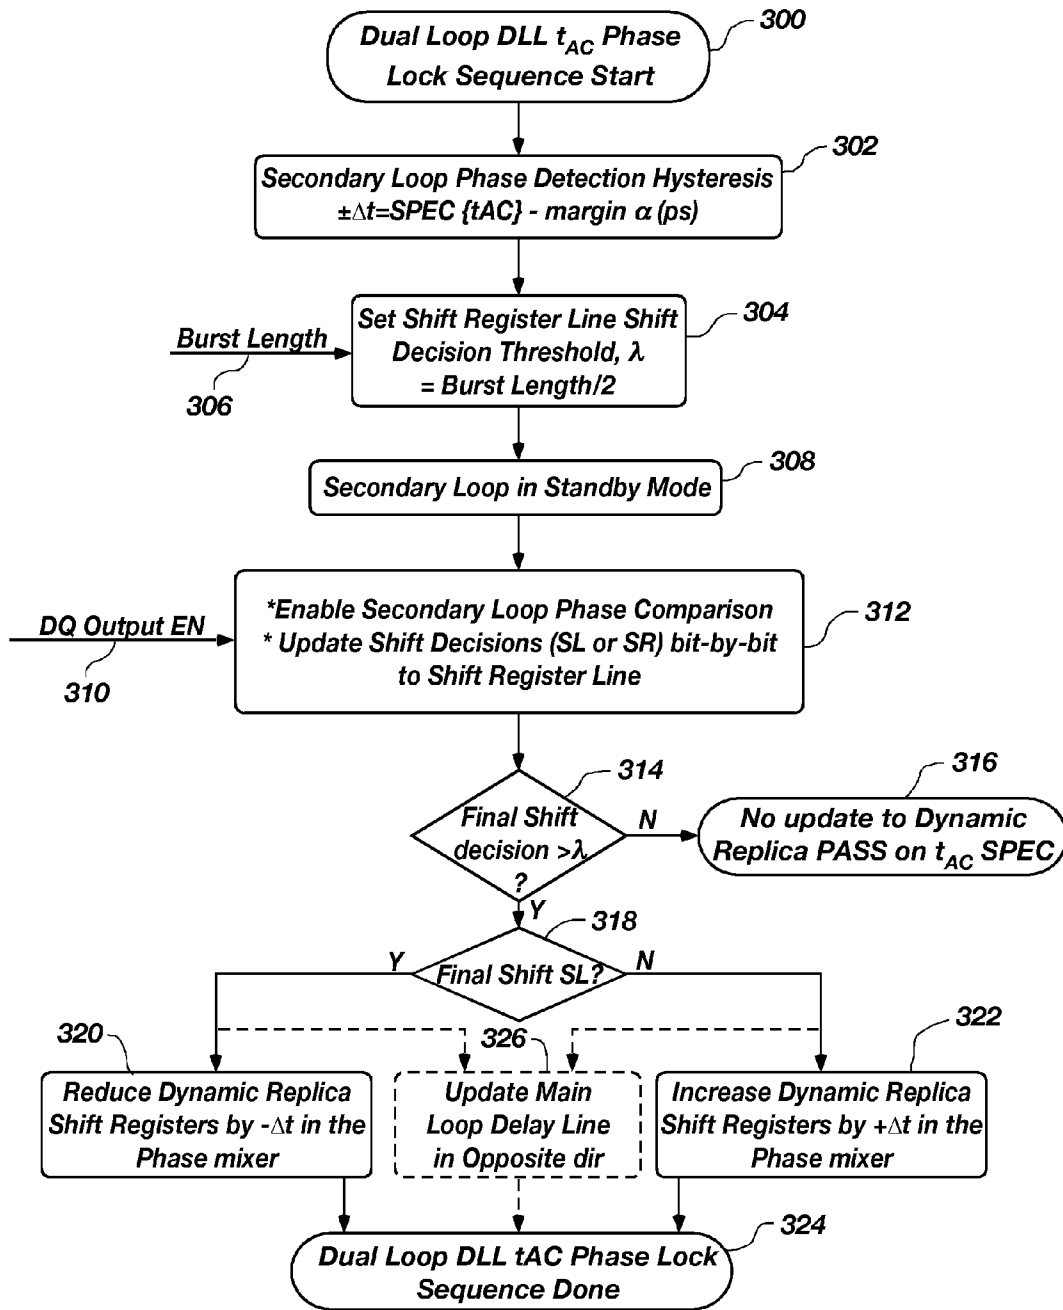 Dual Loop DLL tAC Phase
Lock Sequence Start
300
302
Secondary Loop Phase Detection Hysteresis
±Δt=SPEC {tAC} - margin α (ps)
304
Set Shift Register Line Shift
Decision Threshold, λ
= Burst Length/2
Burst Length
306
308
Secondary Loop in Standby Mode
*Enable Secondary Loop Phase Comparison
* Update Shift Decisions (SL or SR) bit-by-bit
to Shift Register Line
312
DQ Output EN
310
314
Final Shift
decision >λ
?
N
316
No update to Dynamic
Replica PASS on tAC SPEC
Y
318
Final Shift SL?
Y
N
320
326
322
Reduce Dynamic Replica
Shift Registers by -Δt in the
Phase mixer
Update Main
Loop Delay Line
in Opposite dir
Increase Dynamic Replica
Shift Registers by +Δt in the
Phase mixer
324
Dual Loop DLL tAC Phase Lock
Sequence Done